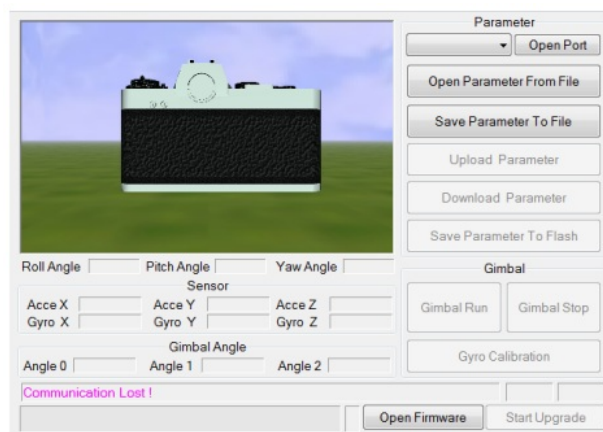 Parameter
Open Port
Open Parameter From File
Save Parameter To File
Upload Parameter
Download Parameter
Save Parameter To Flash
Roll Angle Pitch Angle Yaw Angle
Sensor
Acce X Acce Y Acce Z
Gyro X Gyro Y Gyro Z
Gimbal Angle
Angle 0 Angle 1 Angle 2
Gimbal
Gimbal Run Gimbal Stop
Gyro Calibration
Communication Lost !
Open Firmware Start Upgrade